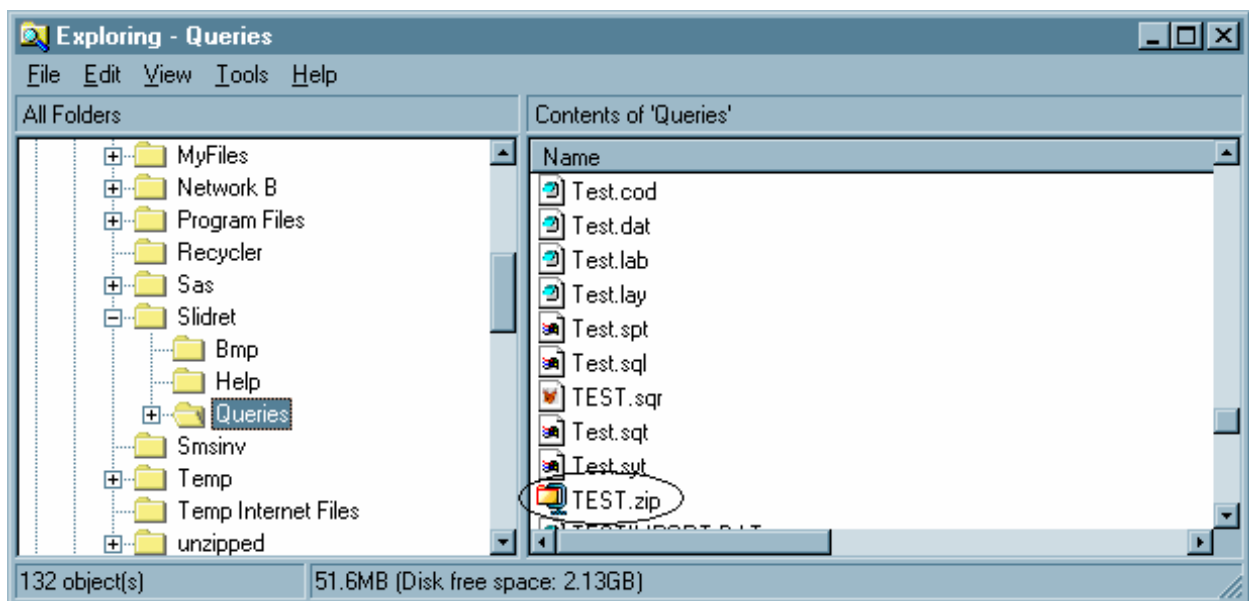 Exploring - Queries
File Edit View Tools Help
All Folders
Contents of 'Queries'
MyFiles
Network B
Program Files
Recycler
Sas
Slidret
Bmp
Help
Queries
Smsinv
Temp
Temp Internet Files
unzipped
Name
Test.cod
Test.dat
Test.lab
Test.lay
Test.spt
Test.sql
TEST.sqr
Test.sqt
Test.syt
TEST.zip
132 object(s)
51.6MB (Disk free space: 2.13GB)